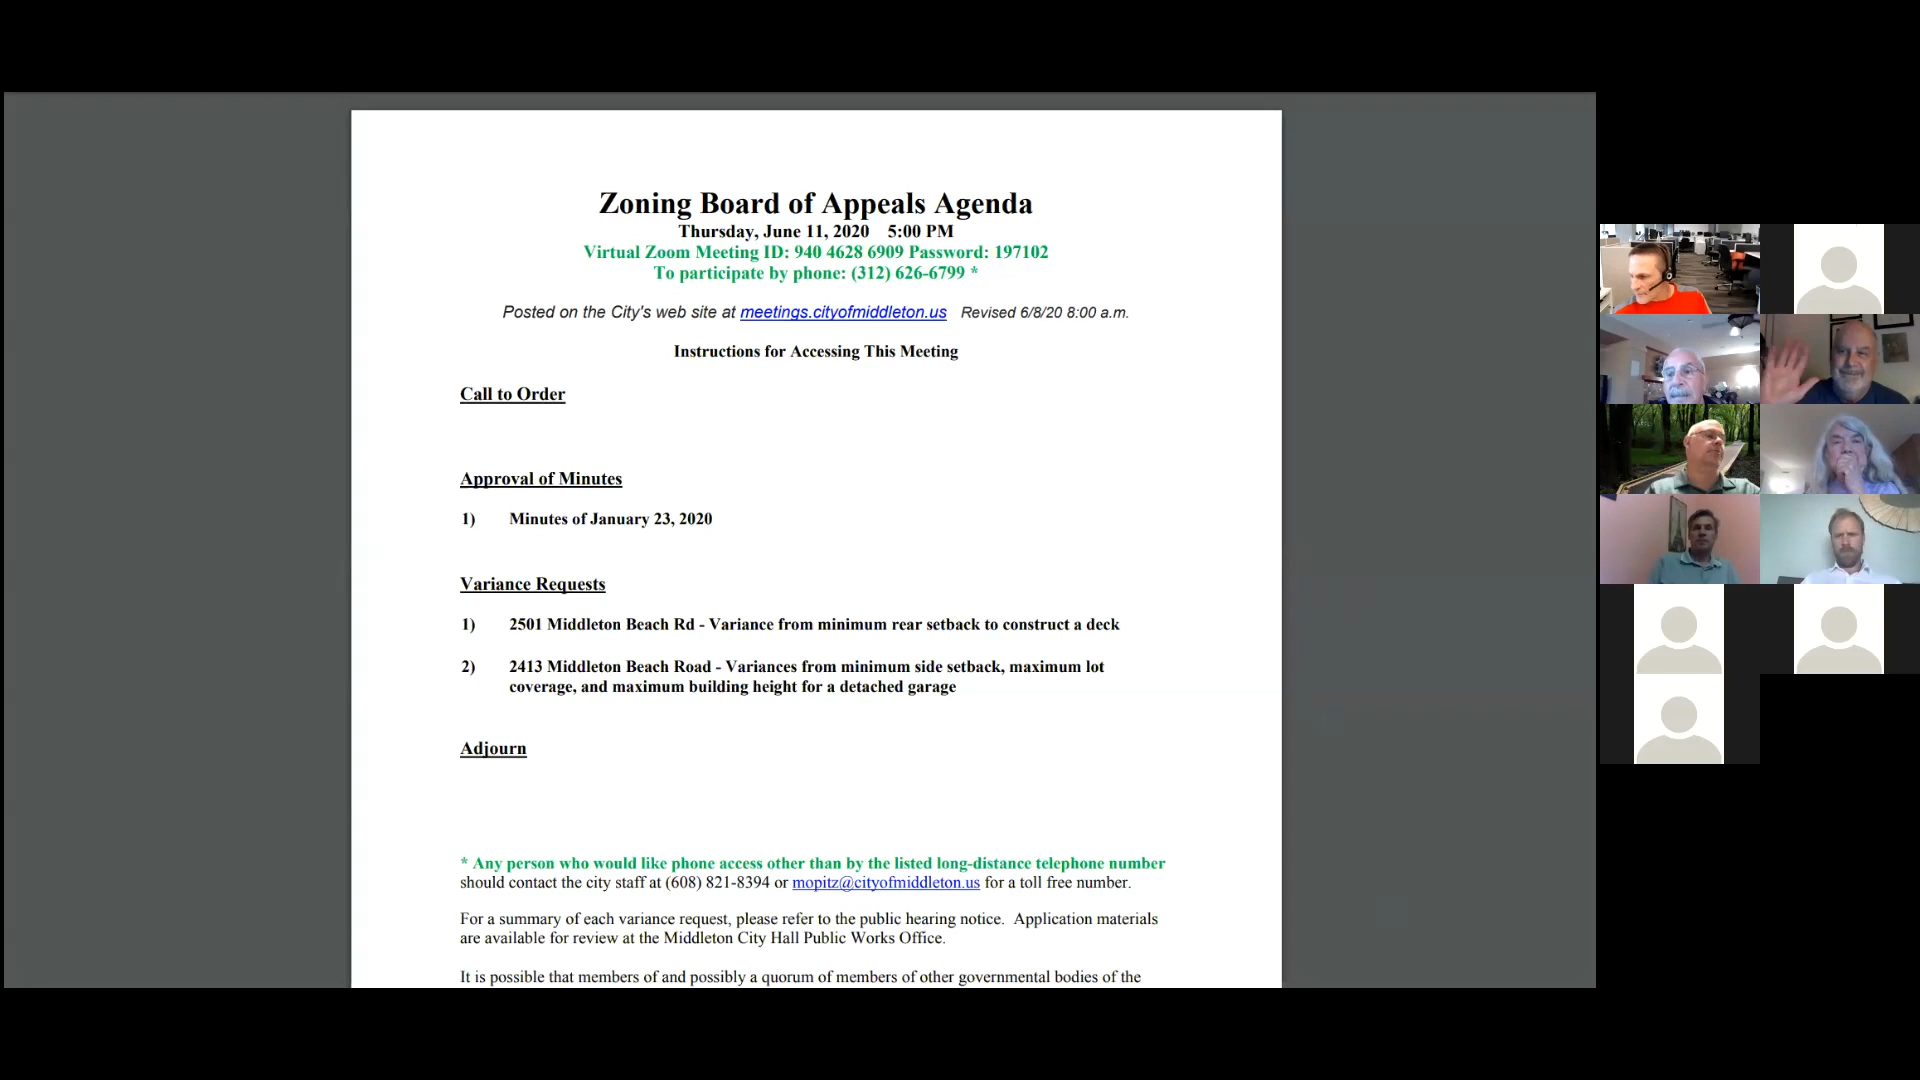 Zoning Board of Appeals Agenda
Thursday, June 11, 2020 5:00 PM
Virtual Zoom Meeting ID: 940 4628 6909 Password: 197102
To participate by phone: (312) 626-6799 *
Posted on the City's web site at meetings.cityofmiddleton.us Revised 6/8/20 8:00 a.m.
Instructions for Accessing This Meeting
Call to Order
Approval of Minutes
1) Minutes of January 23, 2020
Variance Requests
1) 2501 Middleton Beach Rd - Variance from minimum rear setback to construct a deck
2) 2413 Middleton Beach Road - Variances from minimum side setback, maximum lot
coverage, and maximum building height for a detached garage
Adjourn
* Any person who would like phone access other than by the listed long-distance telephone number
should contact the city staff at (608) 821-8394 or mopitz@cityofmiddleton.us for a toll free number.
For a summary of each variance request, please refer to the public hearing notice. Application materials
are available for review at the Middleton City Hall Public Works Office.
It is possible that members of and possibly a quorum of members of other governmental bodies of the